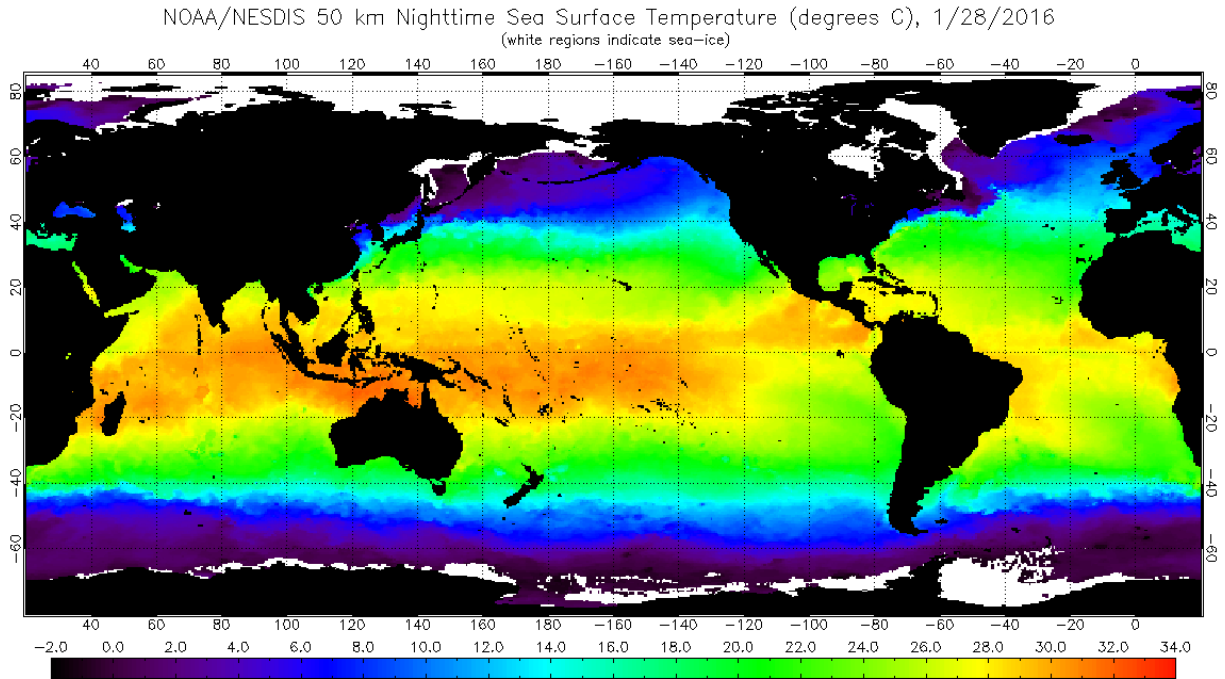 NOAA/NESDIS 50 km Nighttime Sea Surface Temperature (degrees C), 1/28/2016
(white regions indicate sea-ice)
40 60 80 100 120 140 160 180 -160 -140 -120 -100 -80 -60 -40 -20 0
80 80
60 60
40 40
20 20
0 0
-20 -20
-40 -40
-60 -60
40 60 80 100 120 140 160 180 -160 -140 -120 -100 -80 -60 -40 -20 0
-2.0 0.0 2.0 4.0 6.0 8.0 10.0 12.0 14.0 16.0 18.0 20.0 22.0 24.0 26.0 28.0 30.0 32.0 34.0